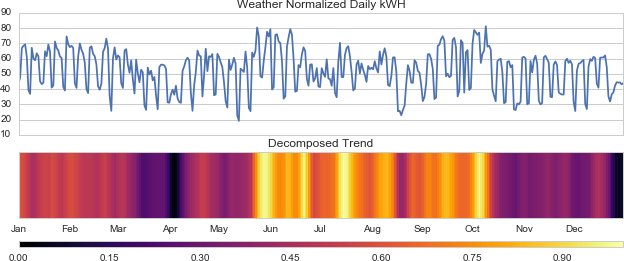 Weather Normalized Daily kWH
90
80
70
60
50
40
30
20
10
Decomposed Trend
Jan Feb Mar Apr May Jun Jul Aug Sep Oct Nov Dec
0.00 0.15 0.30 0.45 0.60 0.75 0.90